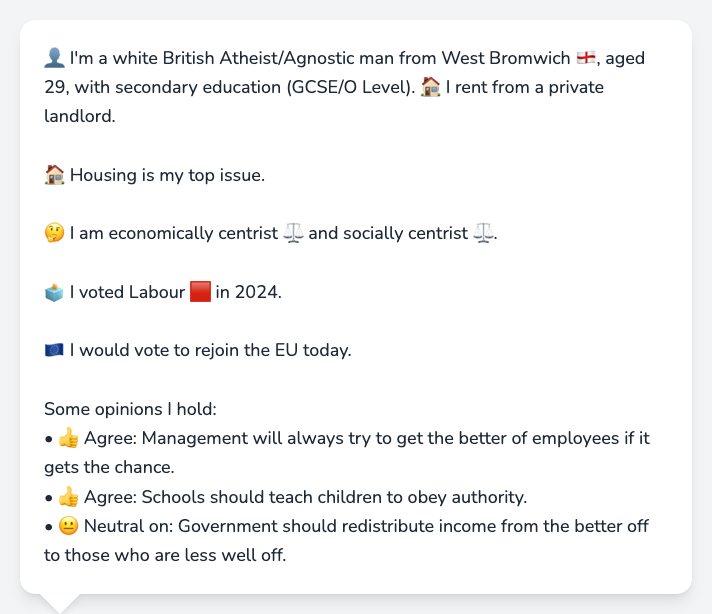 👤 I'm a white British Atheist/Agnostic man from West Bromwich 🏴󠁧󠁢󠁥󠁮󠁧󠁿, aged
29, with secondary education (GCSE/O Level). 🏠 I rent from a private
landlord.
🏠 Housing is my top issue.
🤔 I am economically centrist ⚖️ and socially centrist ⚖️.
🗳️ I voted Labour 🟥 in 2024.
🇪🇺 I would vote to rejoin the EU today.
Some opinions I hold:
• 👍 Agree: Management will always try to get the better of employees if it
gets the chance.
• 👍 Agree: Schools should teach children to obey authority.
• 😐 Neutral on: Government should redistribute income from the better off
to those who are less well off.